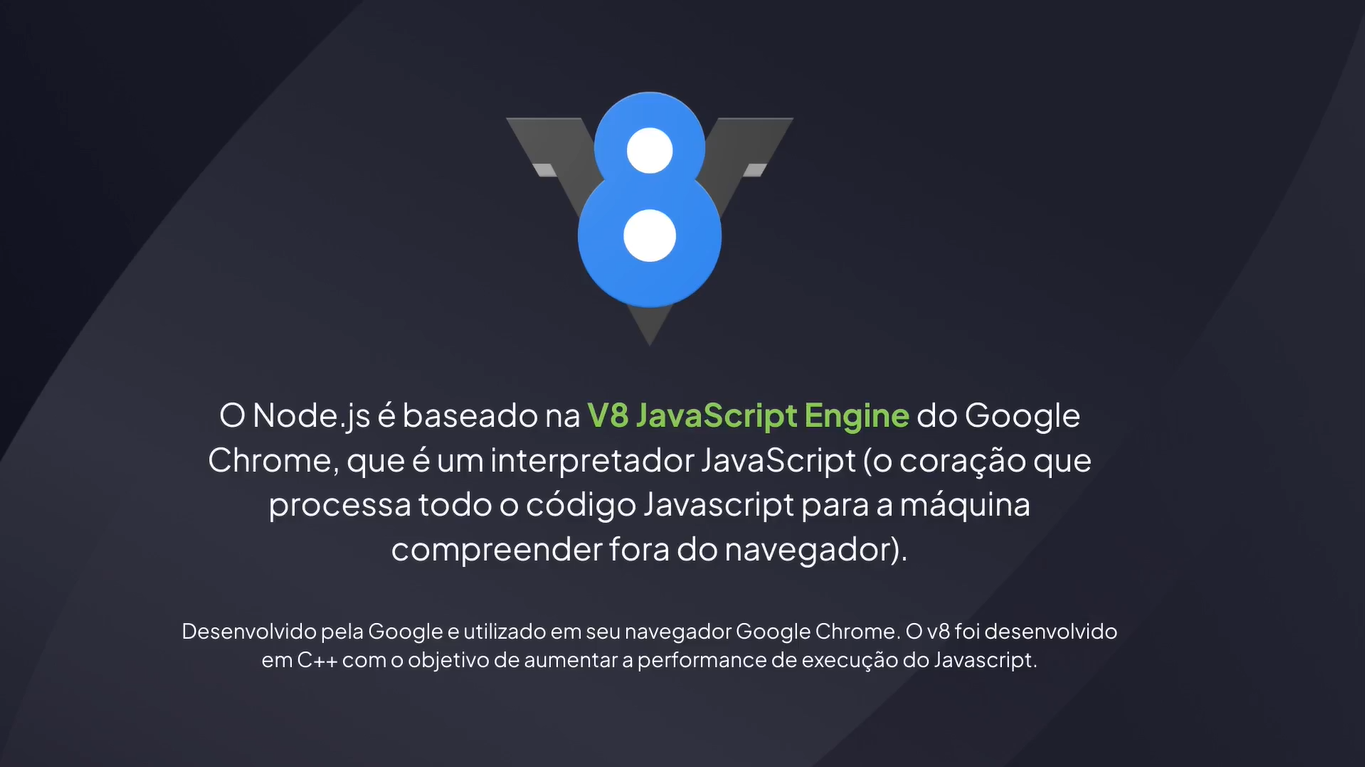 8
O Node.js é baseado na V8 JavaScript Engine do Google
Chrome, que é um interpretador JavaScript (o coração que
processa todo o código Javascript para a máquina
compreender fora do navegador).
Desenvolvido pela Google e utilizado em seu navegador Google Chrome. O v8 foi desenvolvido
em C++ com o objetivo de aumentar a performance de execução do Javascript.